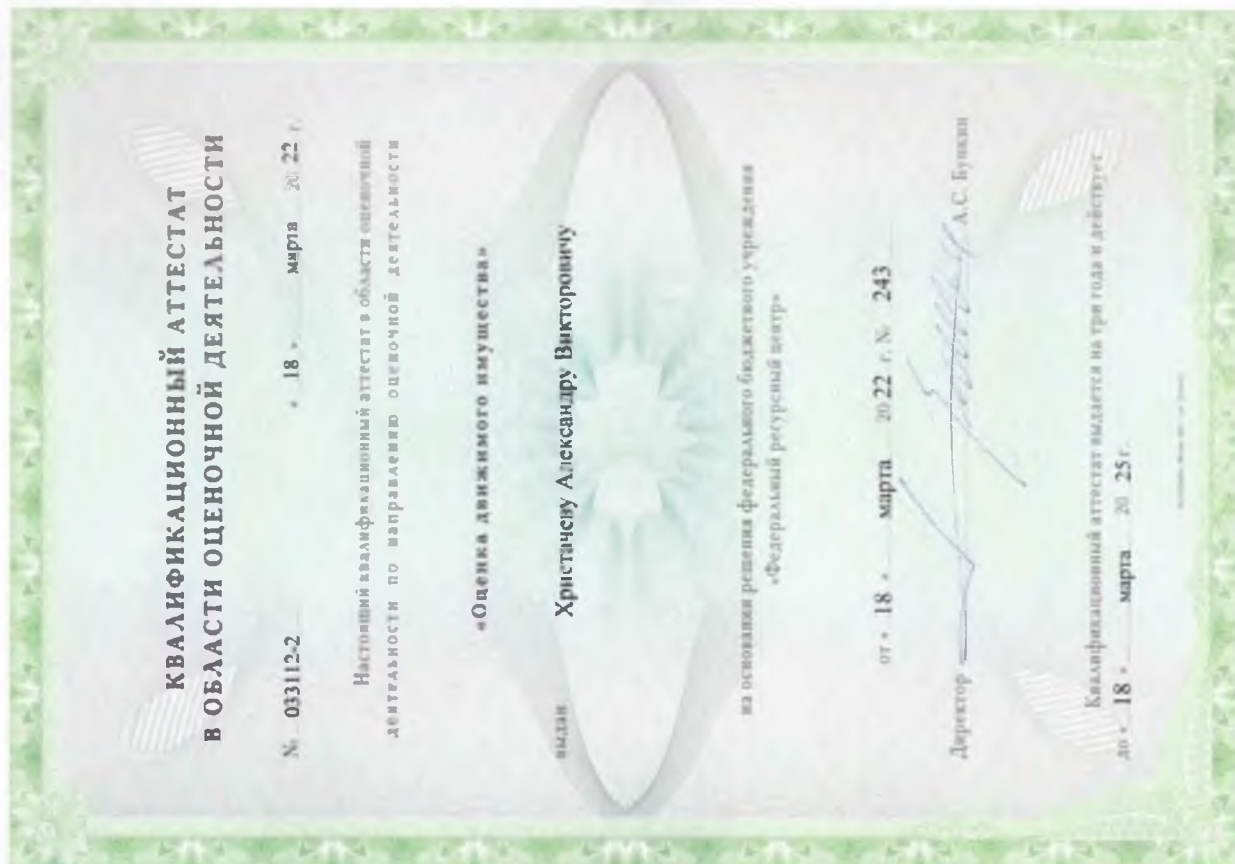 КВАЛИФИКАЦИОННЫЙ АТТЕСТАТ
В ОБЛАСТИ ОЦЕНОЧНОЙ ДЕЯТЕЛЬНОСТИ
№ 033112-2 « 18 » марта 20 22 г.
Настоящий квалификационный аттестат в области оценочной
деятельности по направлению оценочной деятельности
«Оценка движимого имущества»
выдан Христачеву Александру Викторовичу
на основании решения федерального бюджетного учреждения
«Федеральный ресурсный центр»
от « 18 » марта 20 22 г. № 243
Директор А.С. Бункин
Квалификационный аттестат выдается на три года и действует
до « 18 » марта 20 25 г.